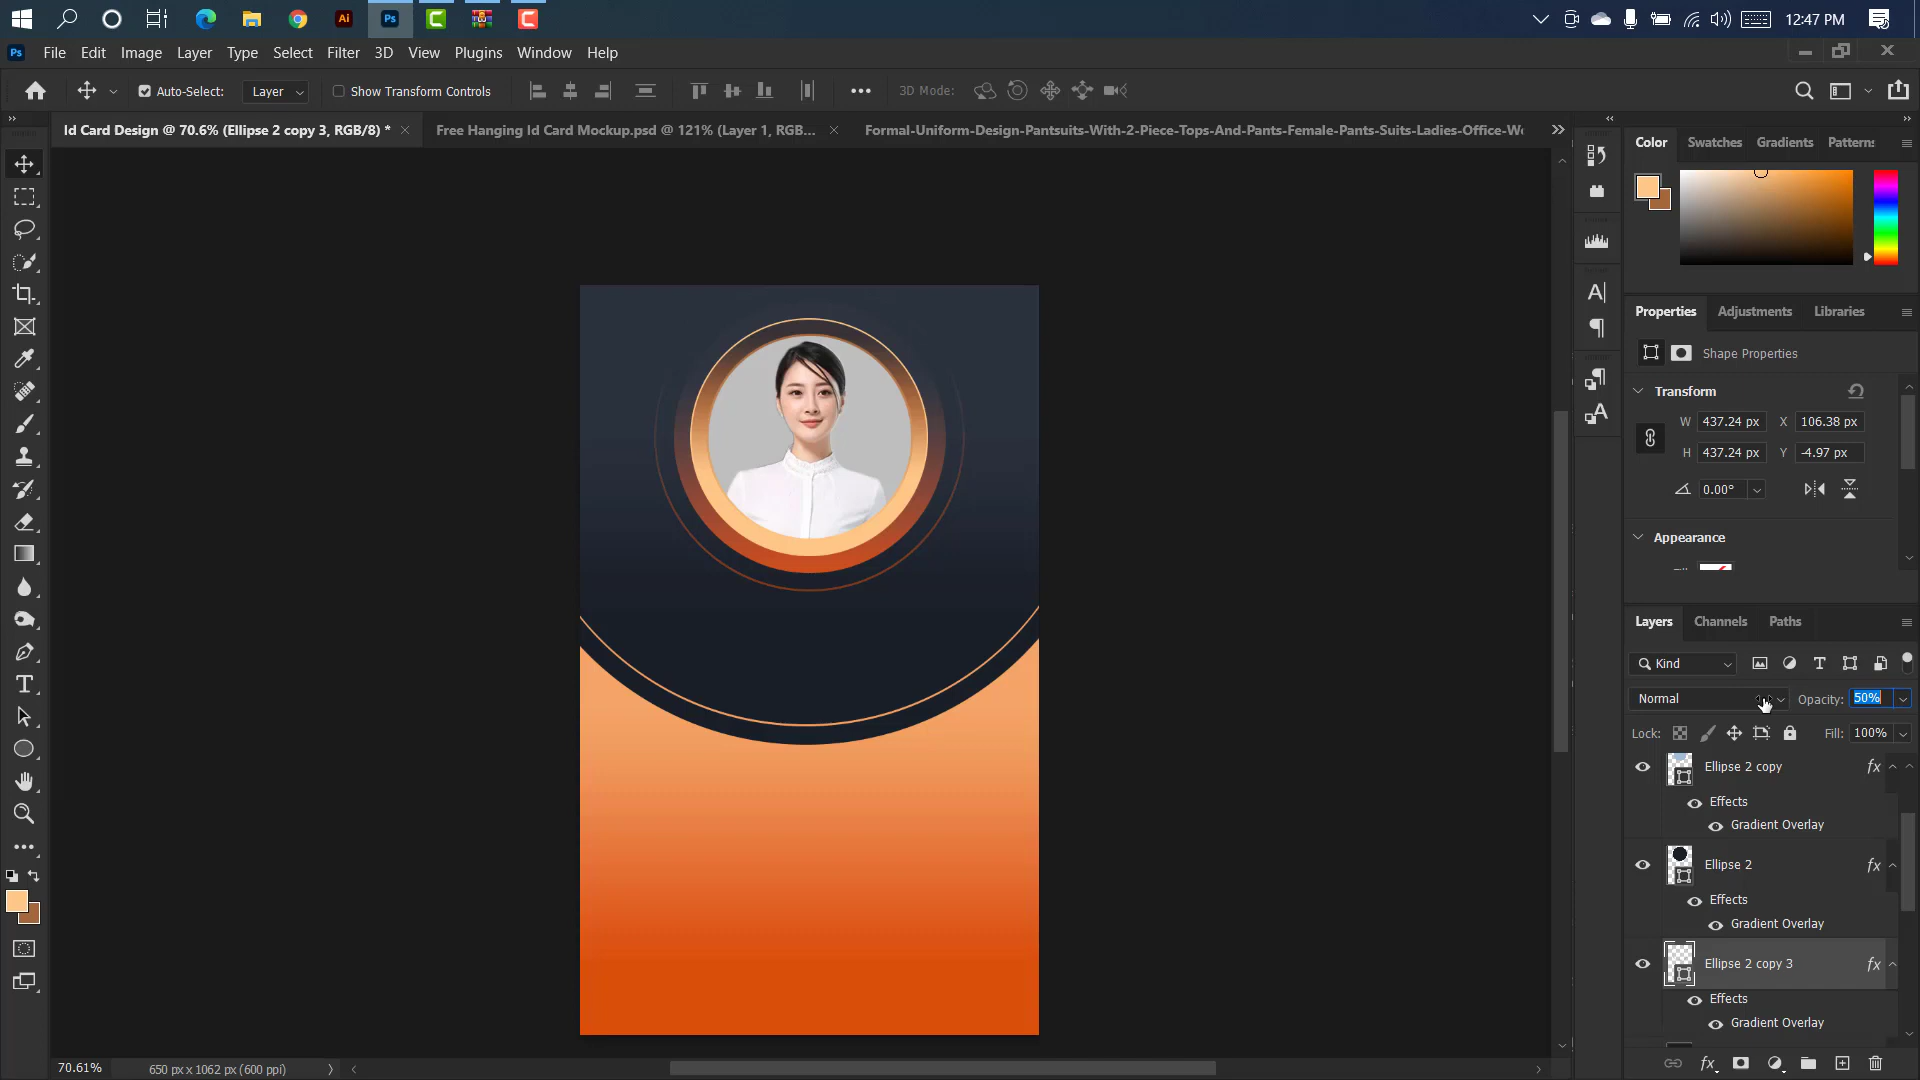 12:47 PM
File Edit Image Layer Type Select Filter 3D View Plugins Window Help
Auto-Select: Layer Show Transform Controls 3D Mode:
Id Card Design @ 70.6% (Ellipse 2 copy 3, RGB/8) * Free Hanging Id Card Mockup.psd @ 121% (Layer 1, RGB... Formal-Uniform-Design-Pantsuits-With-2-Piece-Tops-And-Pants-Female-Pants-Suits-Ladies-Office-Wo
Color Swatches Gradients Patterns
Properties Adjustments Libraries
Shape Properties
Transform
W 437.24 px X 106.38 px
H 437.24 px Y -4.97 px
0.00°
Appearance
Layers Channels Paths
Kind
Normal Opacity: 50%
Lock: Fill: 100%
Ellipse 2 copy fx
Effects
Gradient Overlay
Ellipse 2 fx
Effects
Gradient Overlay
Ellipse 2 copy 3 fx
Effects
Gradient Overlay
70.61% 650 px x 1062 px (600 ppi)